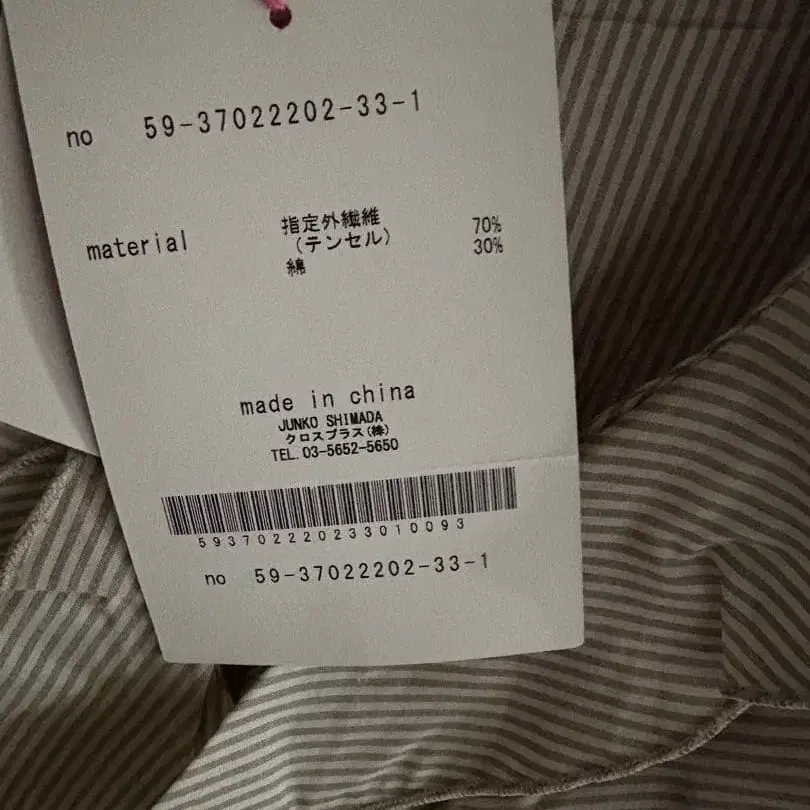 no 59-37022202-33-1
material 指定外繊維 70%
(テンセル) 30%
綿
made in china
JUNKO SHIMADA
クロスプラス(株)
TEL.03-5652-5650
593702220233010093
no 59-37022202-33-1